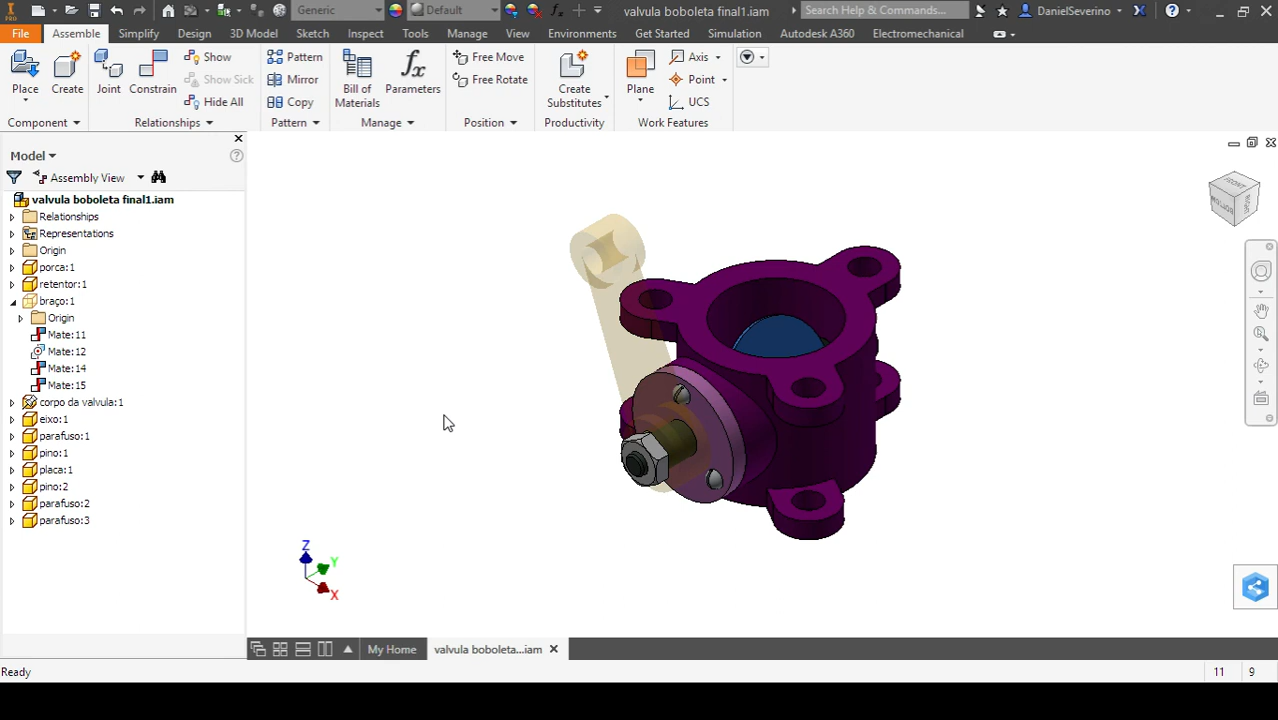 PRO
Generic
Default
valvula boboleta final1.iam
Search Help & Commands...
DanielSeverino
File
Assemble
Simplify
Design
3D Model
Sketch
Inspect
Tools
Manage
View
Environments
Get Started
Simulation
Autodesk A360
Electromechanical
Place
Create
Joint
Constrain
Show
Show Sick
Hide All
Pattern
Mirror
Copy
Bill of
Materials
fx
Parameters
Free Move
Free Rotate
Create
Substitutes
Plane
Axis
Point
UCS
Component
Relationships
Pattern
Manage
Position
Productivity
Work Features
Model
Assembly View
valvula boboleta final1.iam
Relationships
Representations
Origin
porca:1
retentor:1
braço:1
Origin
Mate:11
Mate:12
Mate:14
Mate:15
corpo da valvula:1
eixo:1
parafuso:1
pino:1
placa:1
pino:2
parafuso:2
parafuso:3
FRONT
Z
Y
X
My Home
valvula boboleta...iam
Ready
11
9